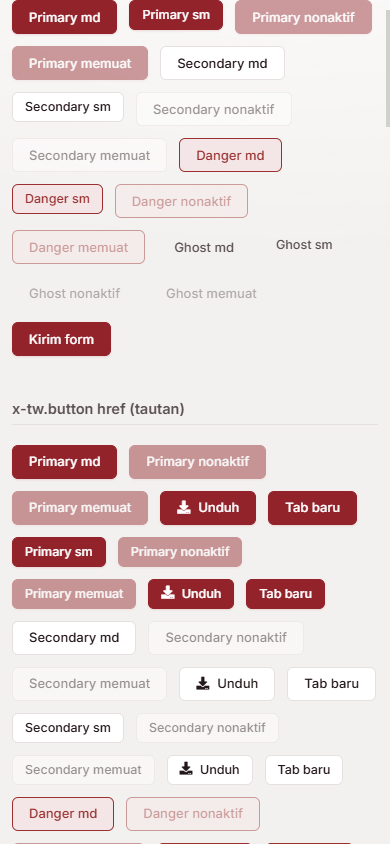 Primary md Primary sm Primary nonaktif
Primary memuat Secondary md
Secondary sm Secondary nonaktif
Secondary memuat Danger md
Danger sm Danger nonaktif
Danger memuat Ghost md Ghost sm
Ghost nonaktif Ghost memuat
Kirim form
x-tw.button href (tautan)
Primary md Primary nonaktif
Primary memuat Unduh Tab baru
Primary sm Primary nonaktif
Primary memuat Unduh Tab baru
Secondary md Secondary nonaktif
Secondary memuat Unduh Tab baru
Secondary sm Secondary nonaktif
Secondary memuat Unduh Tab baru
Danger md Danger nonaktif